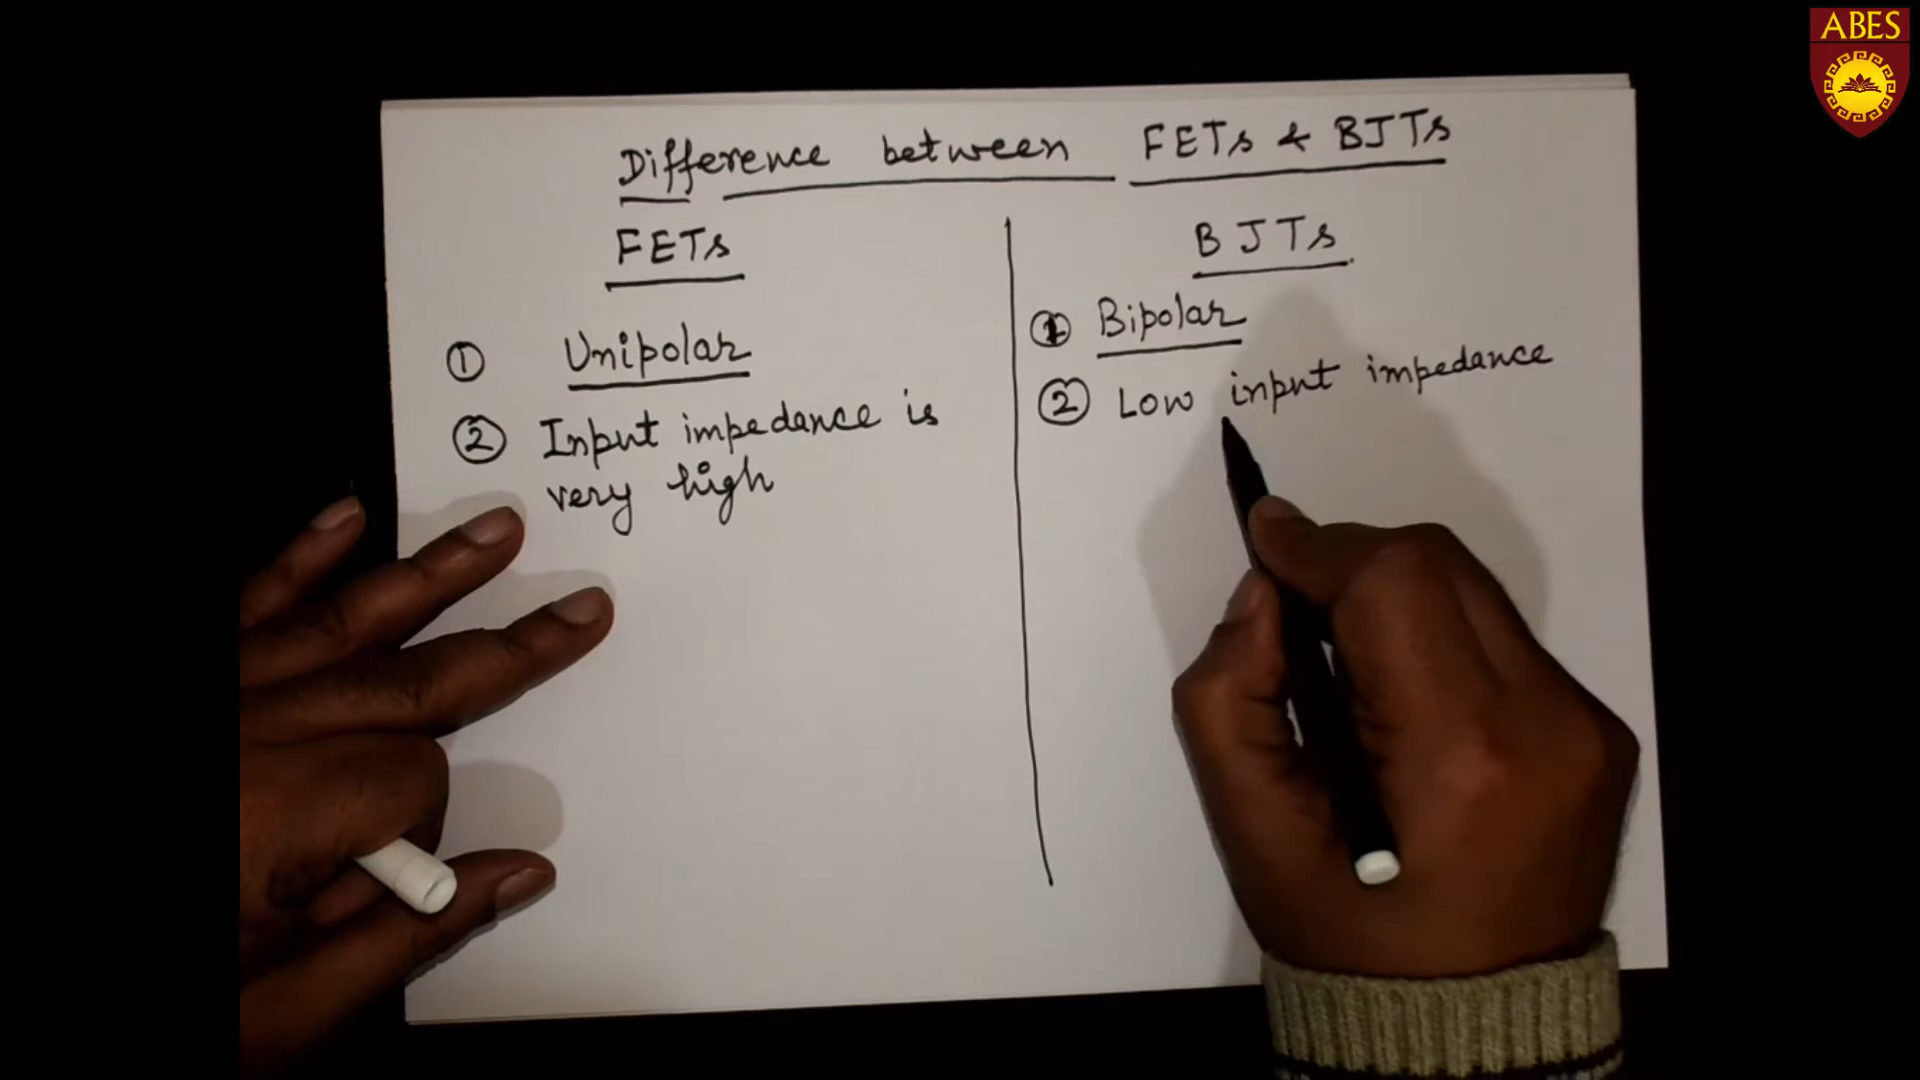 ABES
Difference between FETs & BJTs
FETs
① Unipolar
② Input impedance is
very high
BJTs
① Bipolar
② Low input impedance